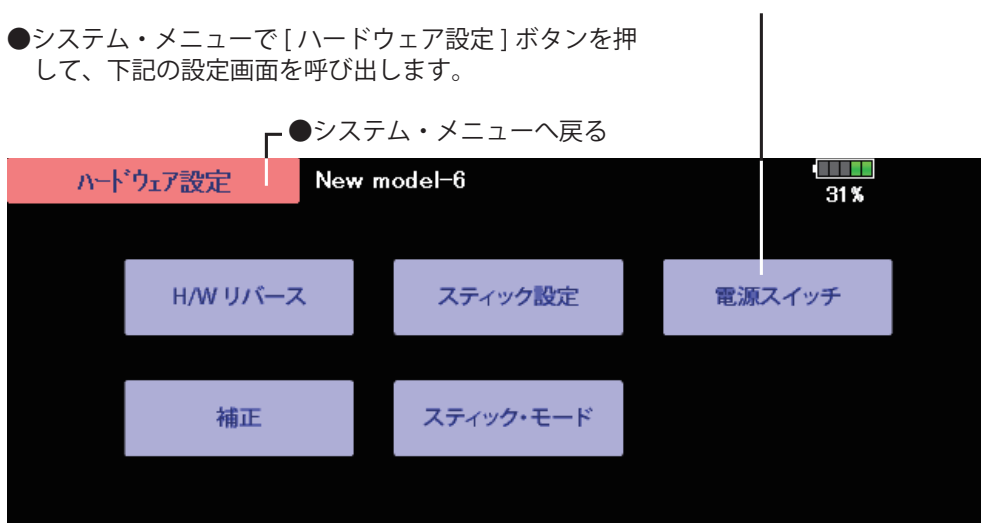 ●システム・メニューで [ ハードウェア設定 ] ボタンを押
して、下記の設定画面を呼び出します。
●システム・メニューへ戻る
ハードウェア設定 New model-6
31%
H/W リバース スティック設定 電源スイッチ
補正 スティック・モード